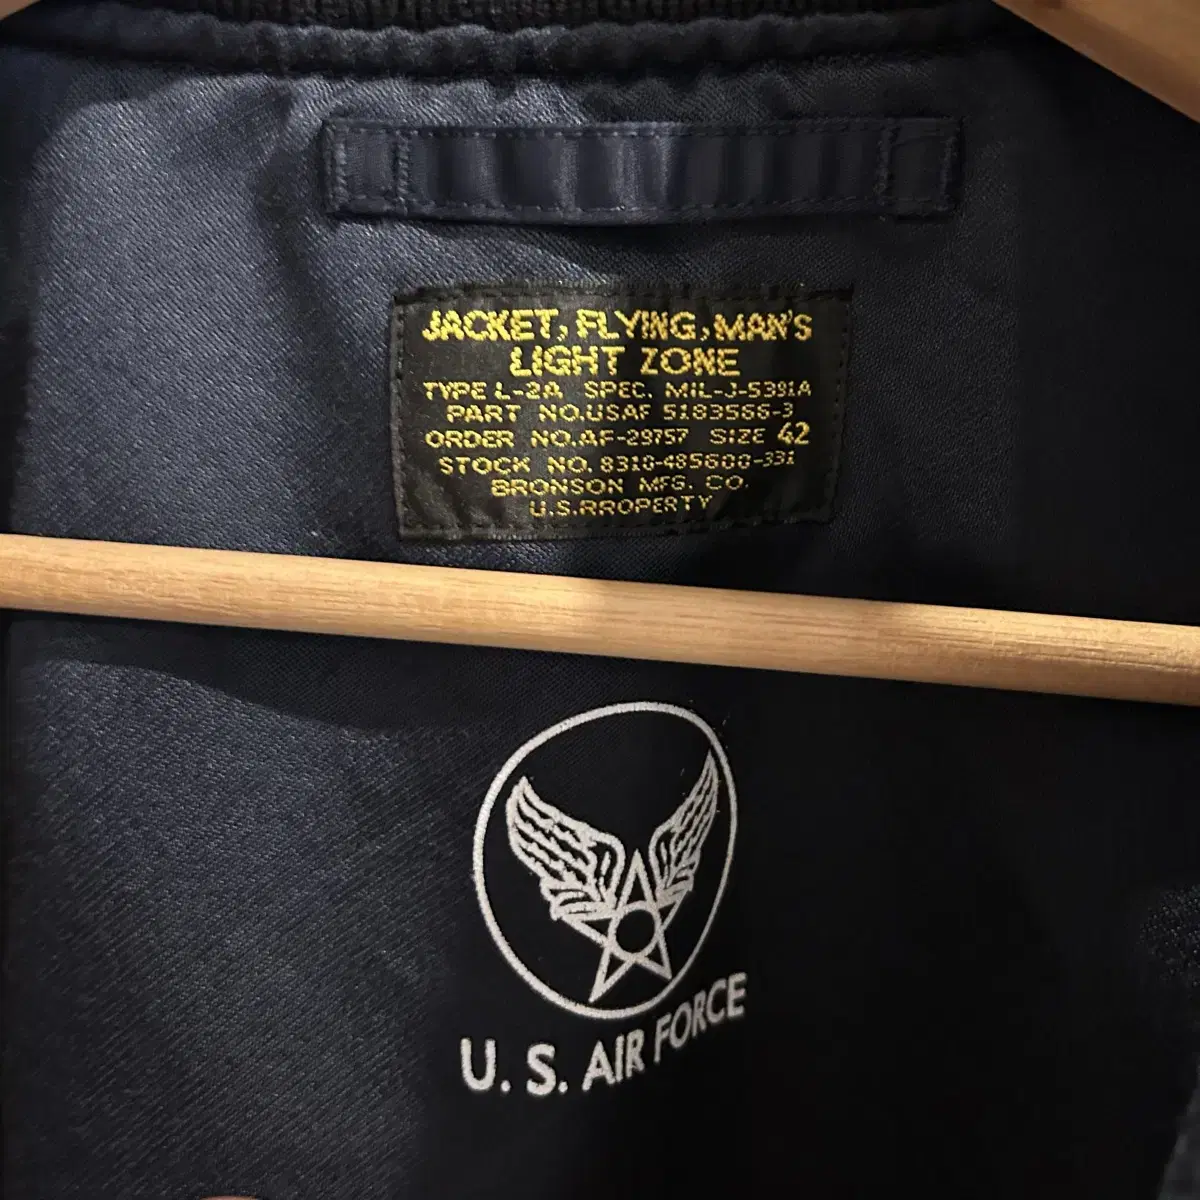 JACKET, FLYING, MAN'S
LIGHT ZONE
TYPE L-2A SPEC. MIL-J-5391A
PART NO.USAF 5183566-3
ORDER NO.AF-29757 SIZE 42
STOCK NO. 8310-485600-331
BRONSON MFG. CO.
U.S.RROPERTY
U. S. AIR FORCE